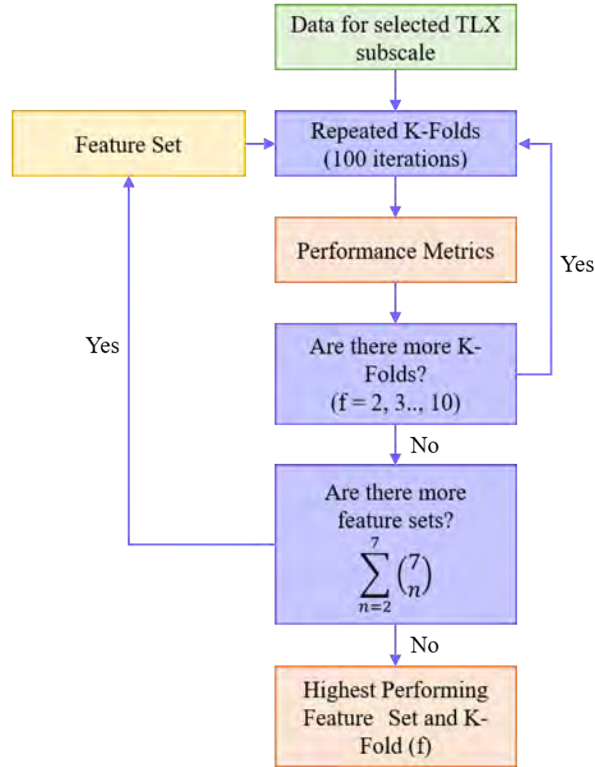 Data for selected TLX
subscale
Feature Set
Repeated K-Folds
(100 iterations)
Performance Metrics
Yes
Yes
Are there more K-
Folds?
(f = 2, 3.., 10)
No
Are there more
feature sets?
7
∑ (7 n)
n=2
No
Highest Performing
Feature Set and K-
Fold (f)